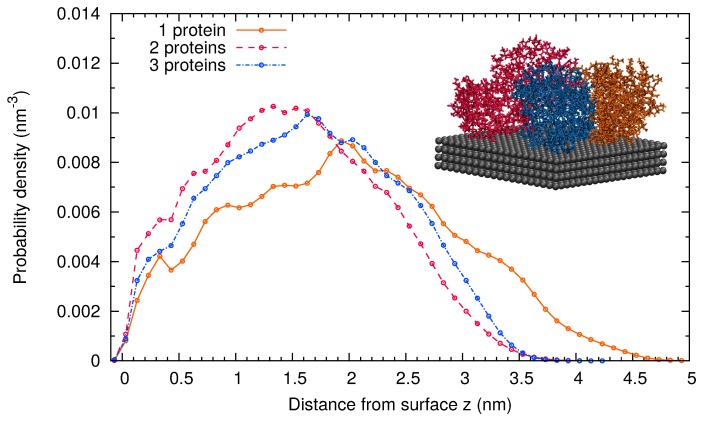 0.014
0.012
0.01
0.008
0.006
0.004
0.002
0
Probability density (nm-3)
1 protein
2 proteins
3 proteins
0 0.5 1 1.5 2 2.5 3 3.5 4 4.5 5
Distance from surface z (nm)